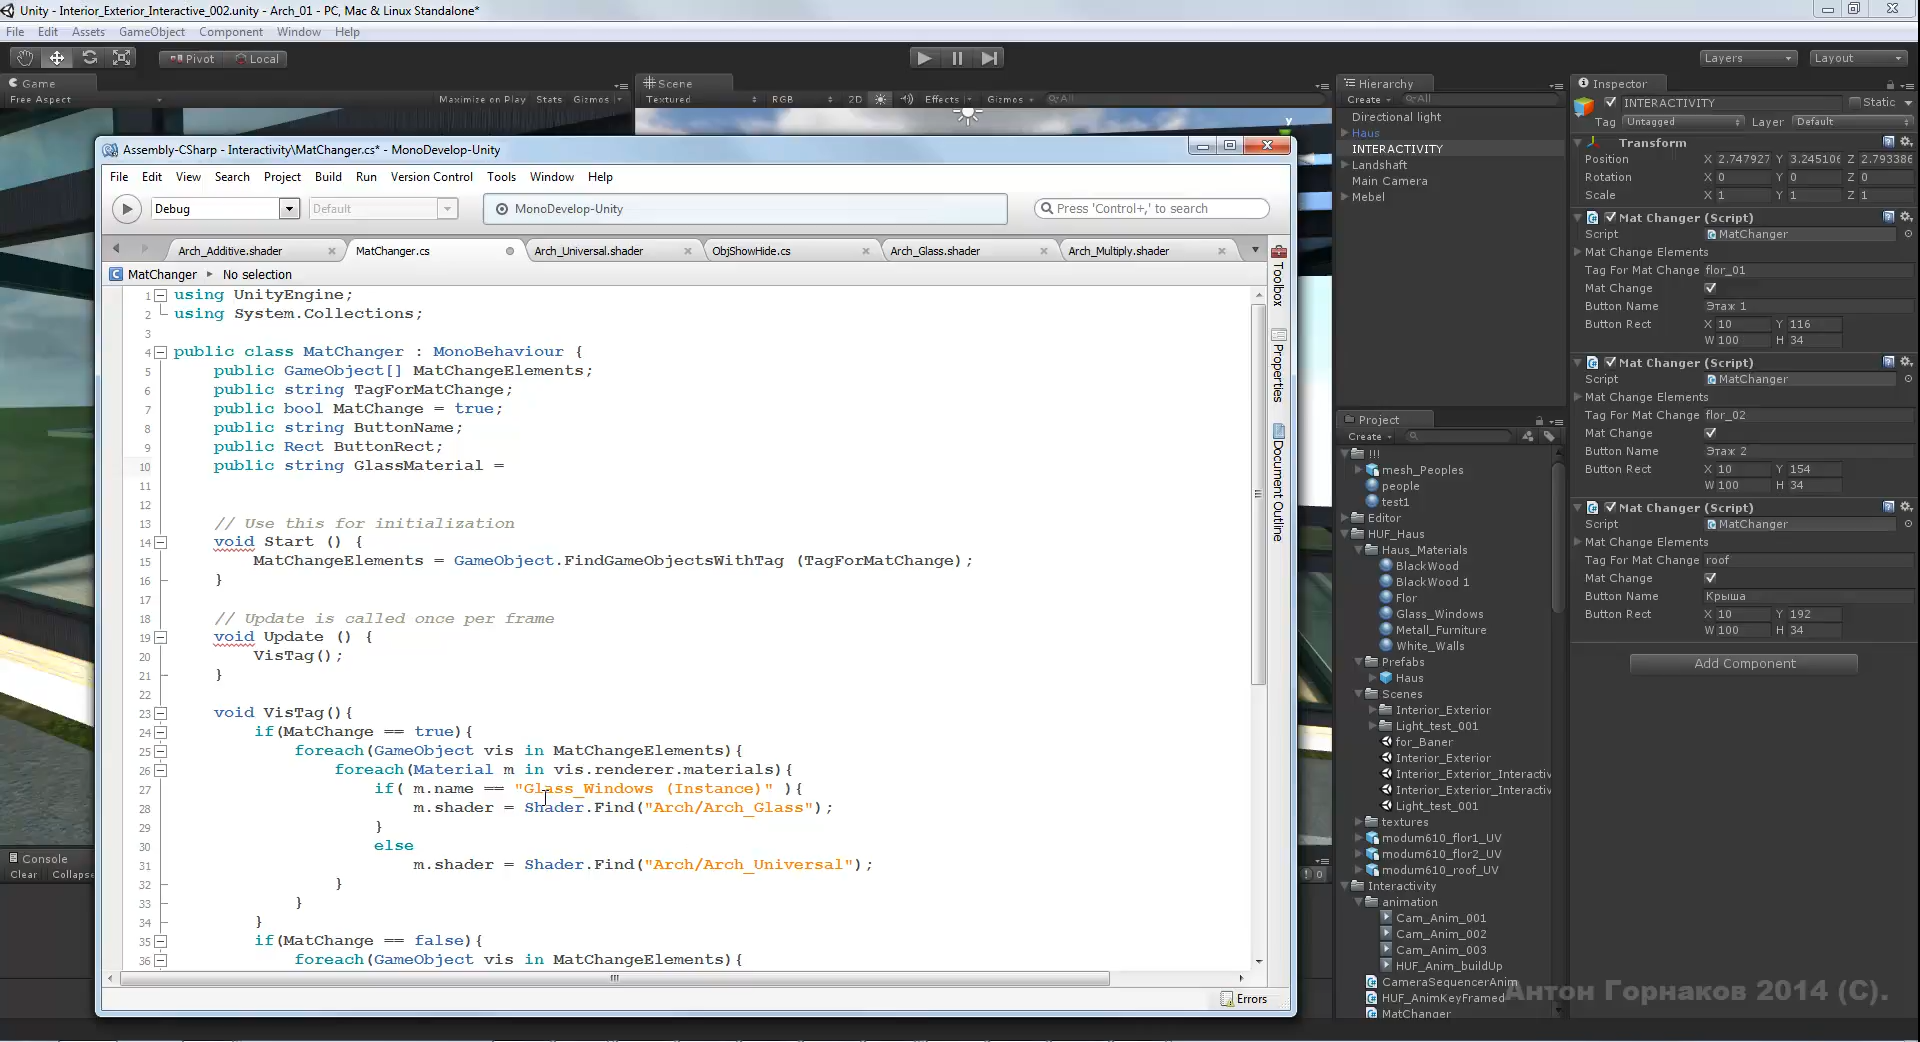 Unity - Interior_Exterior_Interactive_002.unity - Arch_01 - PC, Mac & Linux Standalone*
File Edit Assets GameObject Component Window Help
Pivot Local Layers Layout
Game
Free Aspect Maximize on Play Stats Gizmos
Scene
Textured RGB 2D Effects Gizmos All
y
Assembly-CSharp - Interactivity\MatChanger.cs* - MonoDevelop-Unity
File Edit View Search Project Build Run Version Control Tools Window Help
Debug Default MonoDevelop-Unity Press 'Control+,' to search
Arch_Additive.shader MatChanger.cs Arch_Universal.shader ObjShowHide.cs Arch_Glass.shader Arch_Multiply.shader
MatChanger No selection
1 using UnityEngine;
2 using System.Collections;
3
4 public class MatChanger : MonoBehaviour {
5 public GameObject[] MatChangeElements;
6 public string TagForMatChange;
7 public bool MatChange = true;
8 public string ButtonName;
9 public Rect ButtonRect;
10 public string GlassMaterial =
11
12
13 // Use this for initialization
14 void Start () {
15 MatChangeElements = GameObject.FindGameObjectsWithTag (TagForMatChange);
16 }
17
18 // Update is called once per frame
19 void Update () {
20 VisTag();
21 }
22
23 void VisTag(){
24 if(MatChange == true){
25 foreach(GameObject vis in MatChangeElements){
26 foreach(Material m in vis.renderer.materials){
27 if( m.name == "Glass_Windows (Instance)" ){
28 m.shader = Shader.Find("Arch/Arch_Glass");
29 }
30 else
31 m.shader = Shader.Find("Arch/Arch_Universal");
32 }
33 }
34 }
35 if(MatChange == false){
36 foreach(GameObject vis in MatChangeElements){
Errors
Toolbox
Properties
Document Outline
Console
Clear Collapse
0
Hierarchy
Create All
Directional light
Haus
INTERACTIVITY
Landshaft
Main Camera
Mebel
Project
Create
!!!
mesh_Peoples
people
test1
Editor
HUF_Haus
Haus_Materials
BlackWood
BlackWood 1
Flor
Glass_Windows
Metall_Furniture
White_Walls
Prefabs
Haus
Scenes
Interior_Exterior
Light_test_001
for_Baner
Interior_Exterior
Interior_Exterior_Interactiv
Interior_Exterior_Interactiv
Light_test_001
textures
modum610_flor1_UV
modum610_flor2_UV
modum610_roof_UV
Interactivity
animation
Cam_Anim_001
Cam_Anim_002
Cam_Anim_003
HUF_Anim_buildUp
CameraSequencerAnim
HUF_AnimKeyFramed
MatChanger
Inspector
INTERACTIVITY Static
Tag Untagged Layer Default
Transform
Position X 2.747927 Y 3.245106 Z 2.793386
Rotation X 0 Y 0 Z 0
Scale X 1 Y 1 Z 1
Mat Changer (Script)
Script MatChanger
Mat Change Elements
Tag For Mat Change flor_01
Mat Change
Button Name Этаж 1
Button Rect X 10 Y 116
W 100 H 34
Mat Changer (Script)
Script MatChanger
Mat Change Elements
Tag For Mat Change flor_02
Mat Change
Button Name Этаж 2
Button Rect X 10 Y 154
W 100 H 34
Mat Changer (Script)
Script MatChanger
Mat Change Elements
Tag For Mat Change roof
Mat Change
Button Name Крыша
Button Rect X 10 Y 192
W 100 H 34
Add Component
Антон Горнаков 2014 (С).